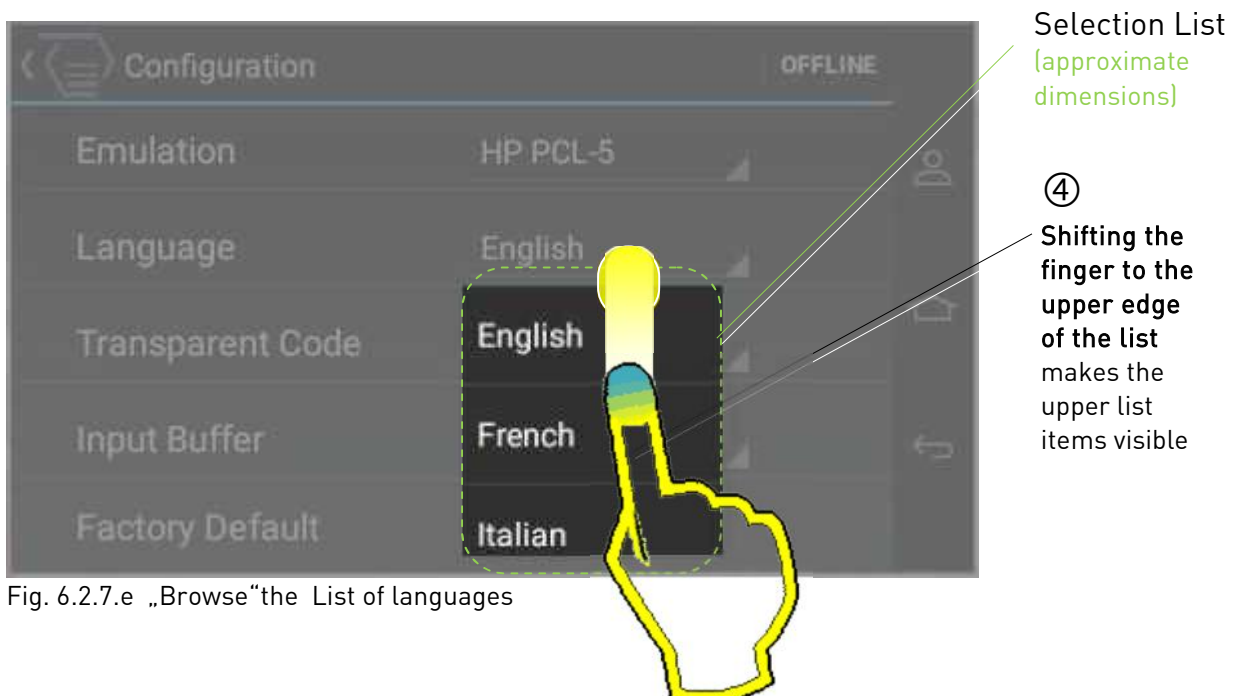 Configuration OFFLINE
Emulation HP PCL-5
Language English
Transparent Code
Input Buffer
Factory Default
English
French
Italian
Selection List
(approximate
dimensions)
④
Shifting the
finger to the
upper edge
of the list
makes the
upper list
items visible
Fig. 6.2.7.e „Browse“the List of languages